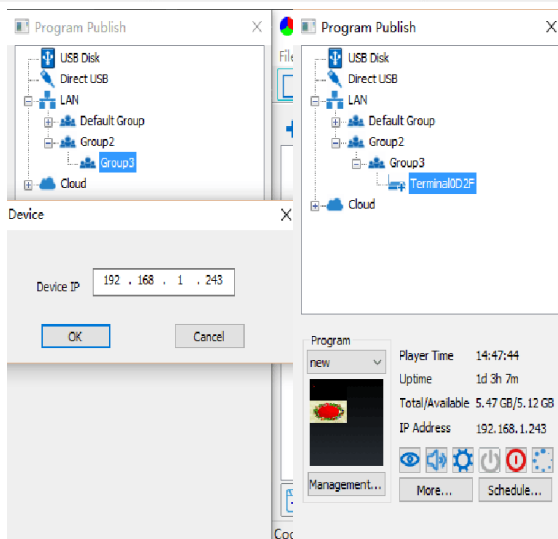 Program Publish
USB Disk
Direct USB
LAN
Default Group
Group2
Group3
Cloud
Device
Device IP
192 . 168 . 1 . 243
OK
Cancel
File
Program Publish
USB Disk
Direct USB
LAN
Default Group
Group2
Group3
Terminal0D2F
Cloud
Program
new
Management...
Player Time 14:47:44
Uptime 1d 3h 7m
Total/Available 5.47 GB/5.12 GB
IP Address 192.168.1.243
More... Schedule...